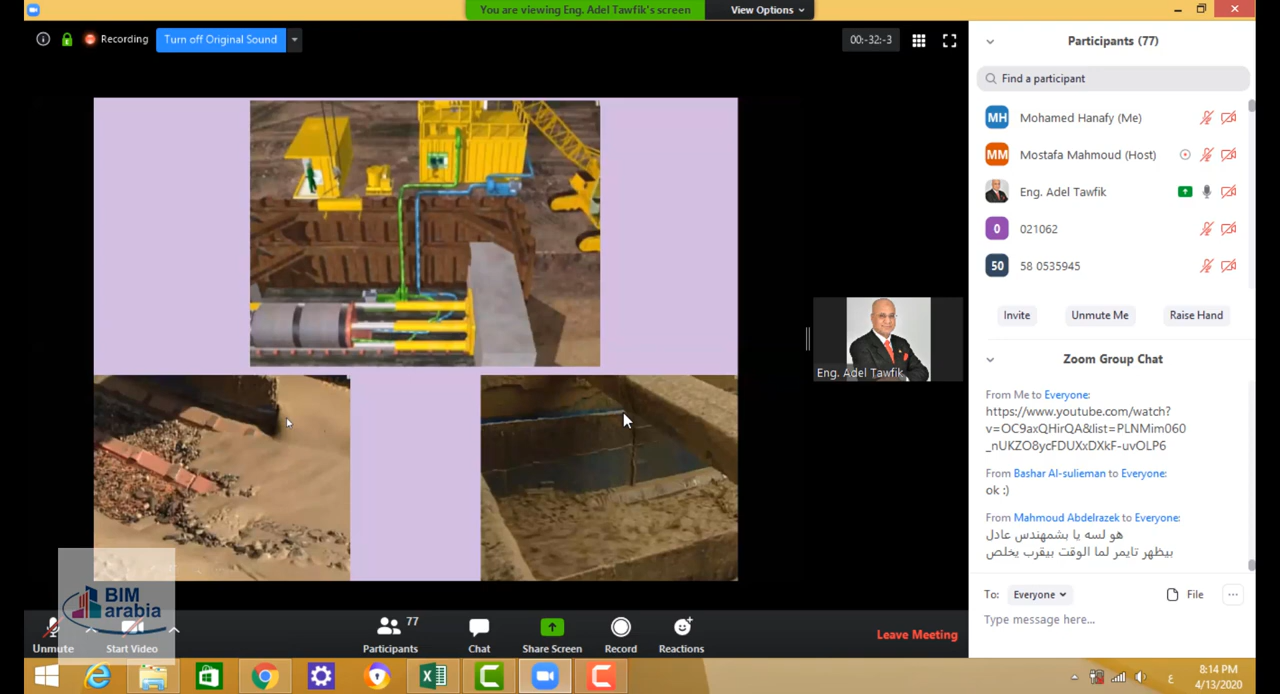 You are viewing Eng. Adel Tawfik's screen
View Options
Recording
Turn off Original Sound
00:-32:-3
Participants (77)
Find a participant
MH Mohamed Hanafy (Me)
MM Mostafa Mahmoud (Host)
Eng. Adel Tawfik
0 021062
50 58 0535945
Invite
Unmute Me
Raise Hand
Eng. Adel Tawfik
Zoom Group Chat
From Me to Everyone:
https://www.youtube.com/watch?
v=OC9axQHirQA&list=PLNMim060
_nUKZO8ycFDUXxDXkF-uvOLP6
From Bashar Al-sulieman to Everyone:
ok :)
From Mahmoud Abdelrazek to Everyone:
هو لسه يا بشمهندس عادل
بيظهر تايمر لما الوقت بيقرب يخلص
To: Everyone
File
Type message here...
BIM
arabia
Unmute
Start Video
77
Participants
Chat
Share Screen
Record
Reactions
Leave Meeting
ع
8:14 PM
4/13/2020